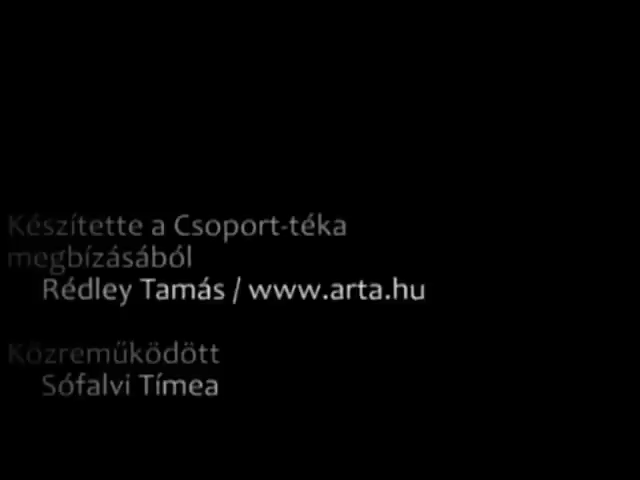 Készítette a Csoport-téka
megbízásából
Rédley Tamás / www.arta.hu
Közreműködött
Sófalvi Tímea